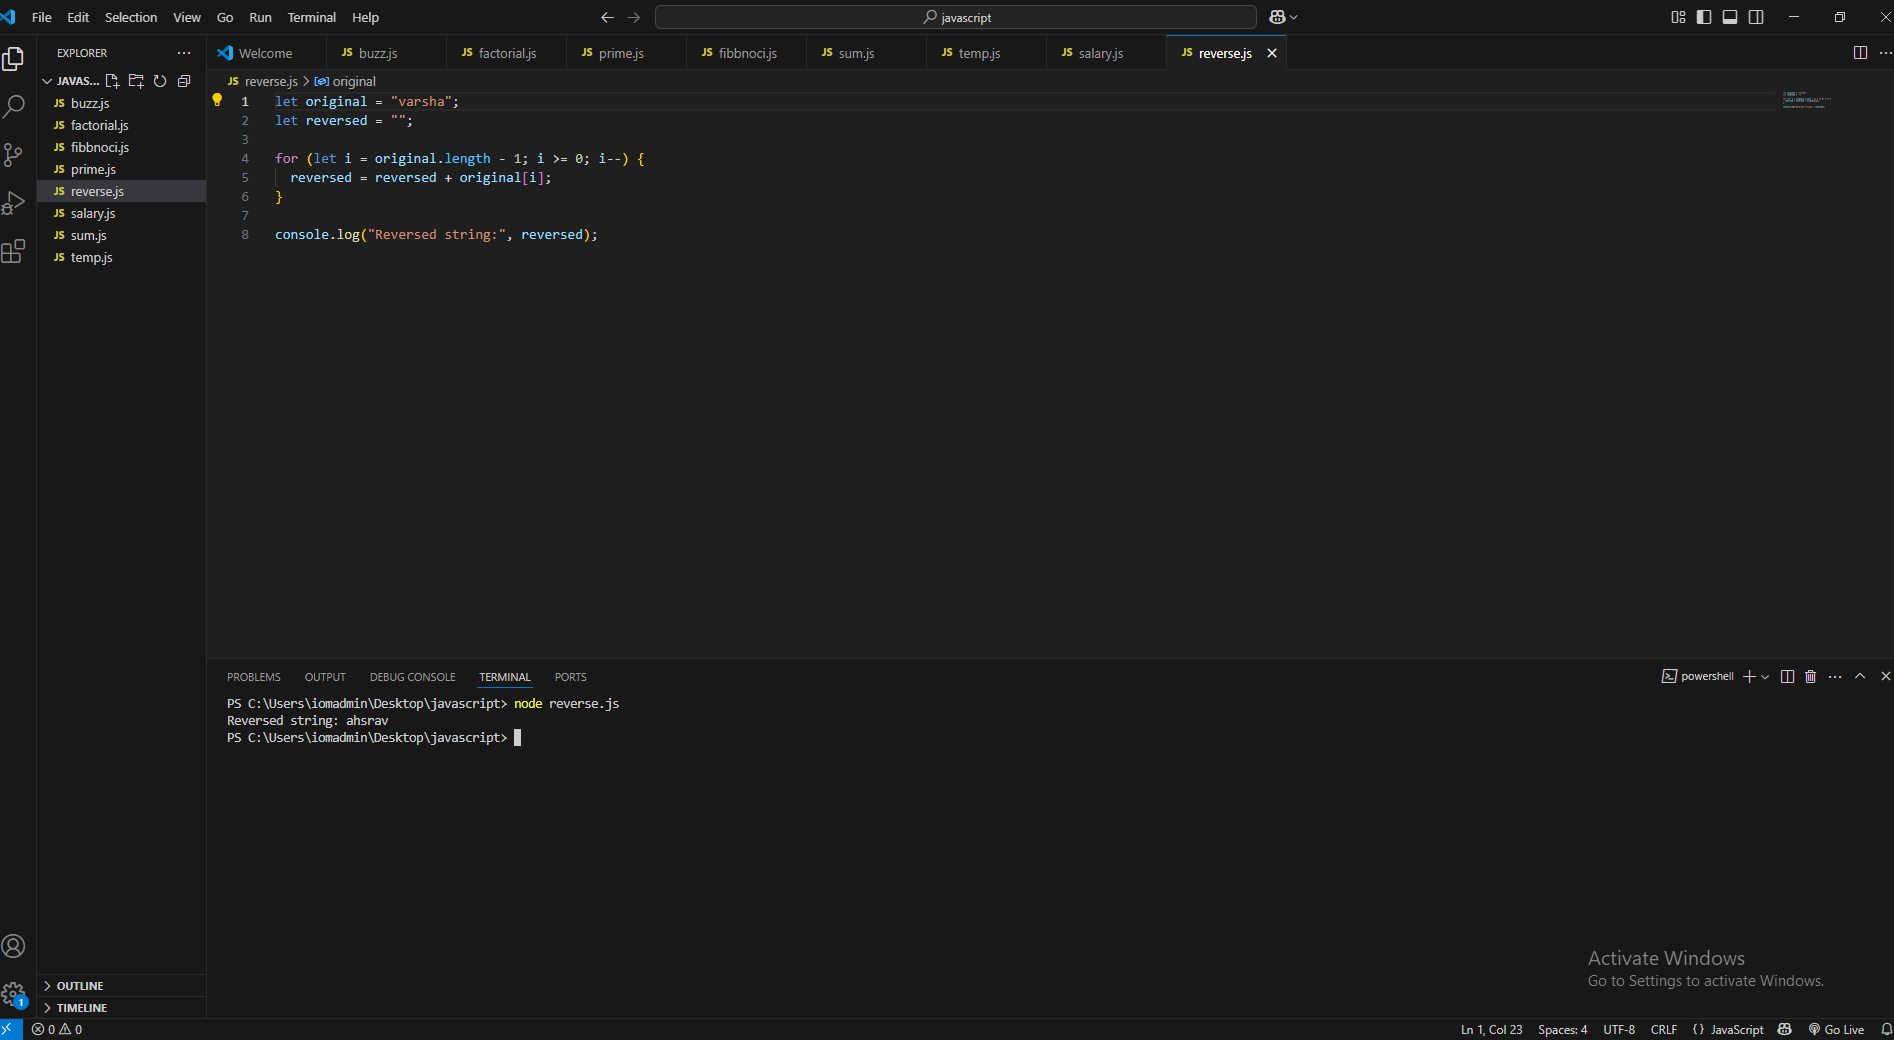 File Edit Selection View Go Run Terminal Help
javascript
EXPLORER
JAVAS...
JS buzz.js
JS factorial.js
JS fibbnoci.js
JS prime.js
JS reverse.js
JS salary.js
JS sum.js
JS temp.js
OUTLINE
TIMELINE
Welcome JS buzz.js JS factorial.js JS prime.js JS fibbnoci.js JS sum.js JS temp.js JS salary.js JS reverse.js
JS reverse.js > original
1 let original = "varsha";
2 let reversed = "";
3
4 for (let i = original.length - 1; i >= 0; i--) {
5 reversed = reversed + original[i];
6 }
7
8 console.log("Reversed string:", reversed);
PROBLEMS OUTPUT DEBUG CONSOLE TERMINAL PORTS
powershell
PS C:\Users\iomadmin\Desktop\javascript> node reverse.js
Reversed string: ahsrav
PS C:\Users\iomadmin\Desktop\javascript>
Activate Windows
Go to Settings to activate Windows.
1
0 0
Ln 1, Col 23 Spaces: 4 UTF-8 CRLF {} JavaScript Go Live